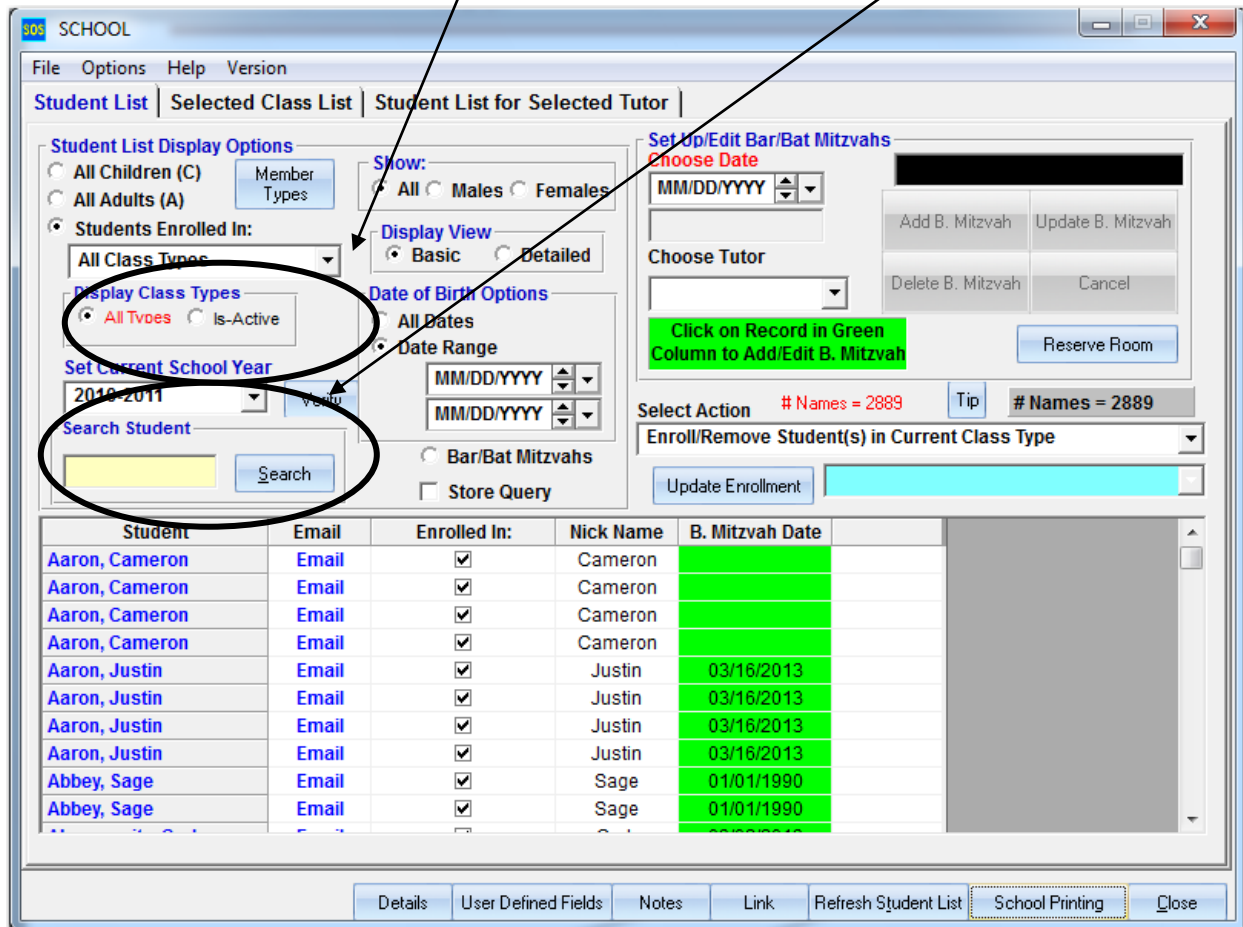 sos SCHOOL
File Options Help Version
Student List Selected Class List Student List for Selected Tutor
Student List Display Options
All Children (C)
All Adults (A)
Member Types
Students Enrolled In:
All Class Types
Display Class Types
All Types Is-Active
Set Current School Year
2010-2011 Verify
Search Student
Search
Show:
All Males Females
Display View
Basic Detailed
Date of Birth Options
All Dates
Date Range
MM/DD/YYYY
MM/DD/YYYY
Bar/Bat Mitzvahs
Store Query
Set Up/Edit Bar/Bat Mitzvahs
Choose Date
MM/DD/YYYY
Choose Tutor
Click on Record in Green
Column to Add/Edit B. Mitzvah
Add B. Mitzvah Update B. Mitzvah
Delete B. Mitzvah Cancel
Reserve Room
Select Action # Names = 2889 Tip # Names = 2889
Enroll/Remove Student(s) in Current Class Type
Update Enrollment
Student Email Enrolled In: Nick Name B. Mitzvah Date
Aaron, Cameron Email Cameron
Aaron, Cameron Email Cameron
Aaron, Cameron Email Cameron
Aaron, Cameron Email Cameron
Aaron, Justin Email Justin 03/16/2013
Aaron, Justin Email Justin 03/16/2013
Aaron, Justin Email Justin 03/16/2013
Aaron, Justin Email Justin 03/16/2013
Abbey, Sage Email Sage 01/01/1990
Abbey, Sage Email Sage 01/01/1990
Details User Defined Fields Notes Link Refresh Student List School Printing Close